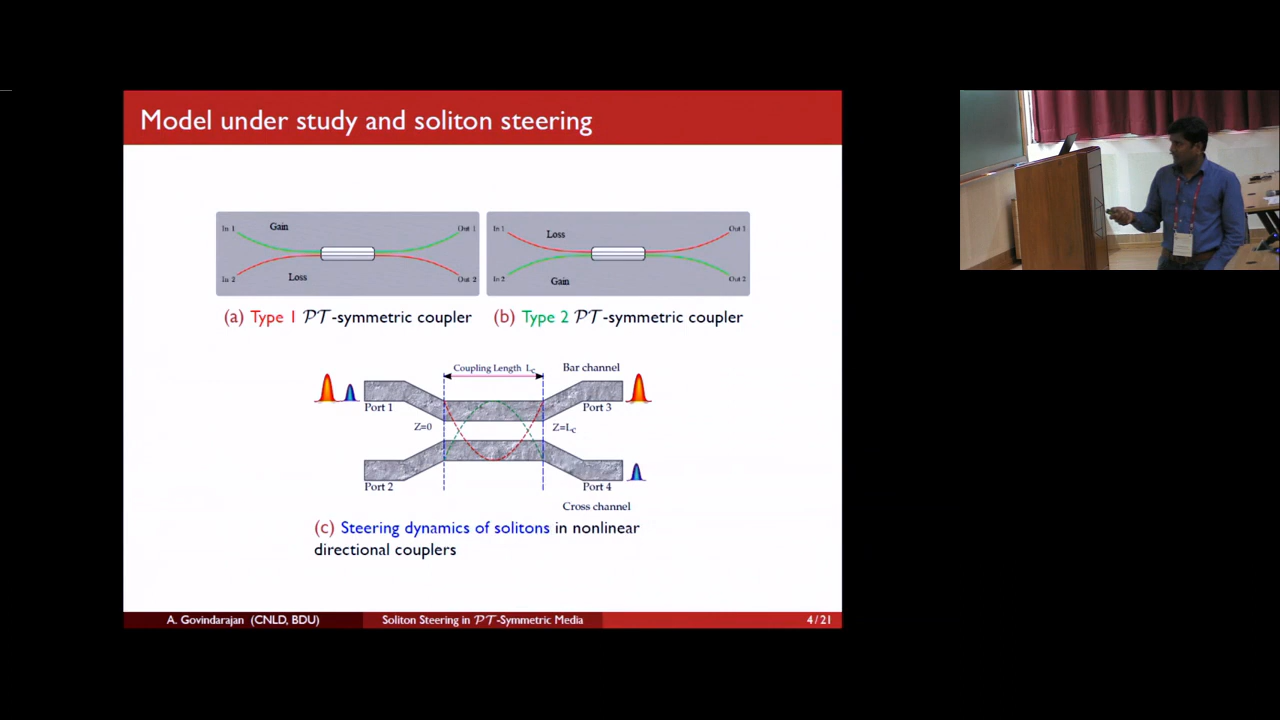 Model under study and soliton steering
In 1
Gain
Out 1
In 2
Loss
Out 2
In 1
Loss
Out 1
In 2
Gain
Out 2
(a) Type 1 𝒫𝒯-symmetric coupler
(b) Type 2 𝒫𝒯-symmetric coupler
Coupling Length Lc
Bar channel
Port 1
Port 3
Z=0
Z=Lc
Port 2
Port 4
Cross channel
(c) Steering dynamics of solitons in nonlinear
directional couplers
A. Govindarajan (CNLD, BDU)
Soliton Steering in 𝒫𝒯-Symmetric Media
4 / 21